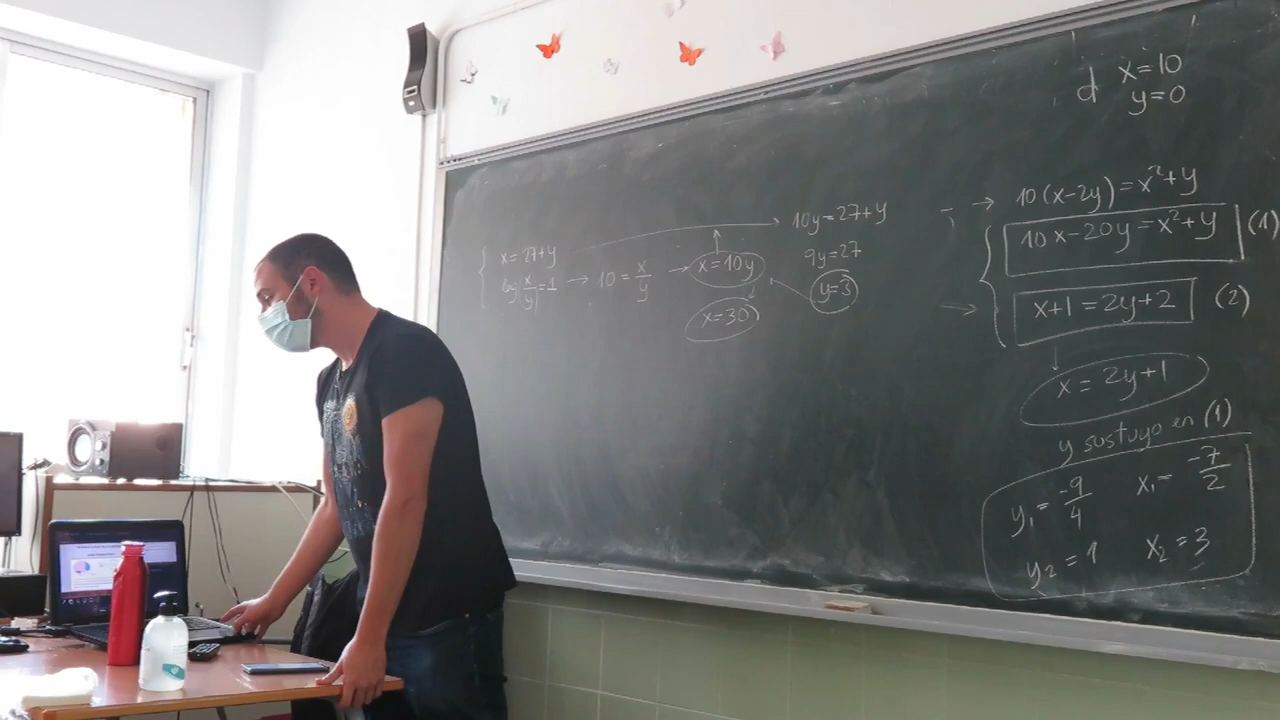 x = 27+y → 10y = 27+y
log |x/y| = 1 → 10 = x/y → x=10y
9y = 27
y=3
x=30
d x=10
y=0
→ 10(x-2y) = x²+y
10x-20y = x²+y (1)
→ x+1 = 2y+2 (2)
x = 2y+1
y sustuyo en (1)
y₁ = -9/4 x₁ = -7/2
y₂ = 1 x₂ = 3